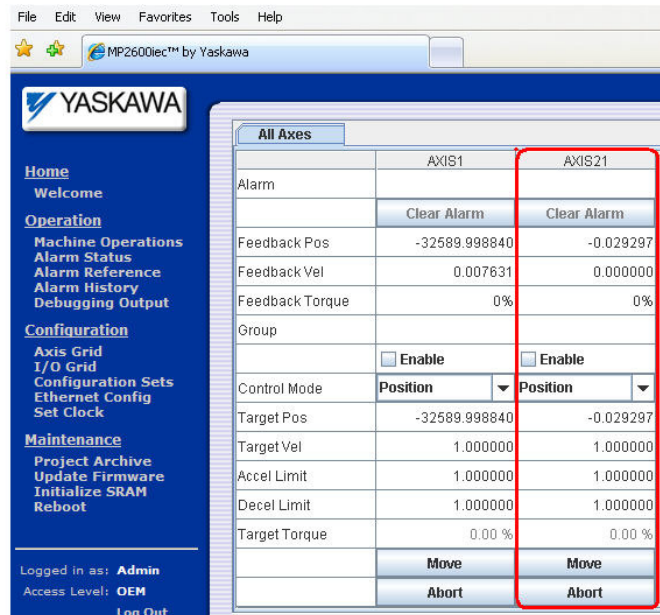 File Edit View Favorites Tools Help
MP2600iec™ by Yaskawa
YASKAWA
Home
Welcome
Operation
Machine Operations
Alarm Status
Alarm Reference
Alarm History
Debugging Output
Configuration
Axis Grid
I/O Grid
Configuration Sets
Ethernet Config
Set Clock
Maintenance
Project Archive
Update Firmware
Initialize SRAM
Reboot
Logged in as: Admin
Access Level: OEM
Log Out
All Axes
AXIS1 AXIS21
Alarm
Clear Alarm Clear Alarm
Feedback Pos -32589.998840 -0.029297
Feedback Vel 0.007631 0.000000
Feedback Torque 0% 0%
Group
Enable Enable
Control Mode Position Position
Target Pos -32589.998840 -0.029297
Target Vel 1.000000 1.000000
Accel Limit 1.000000 1.000000
Decel Limit 1.000000 1.000000
Target Torque 0.00 % 0.00 %
Move Move
Abort Abort